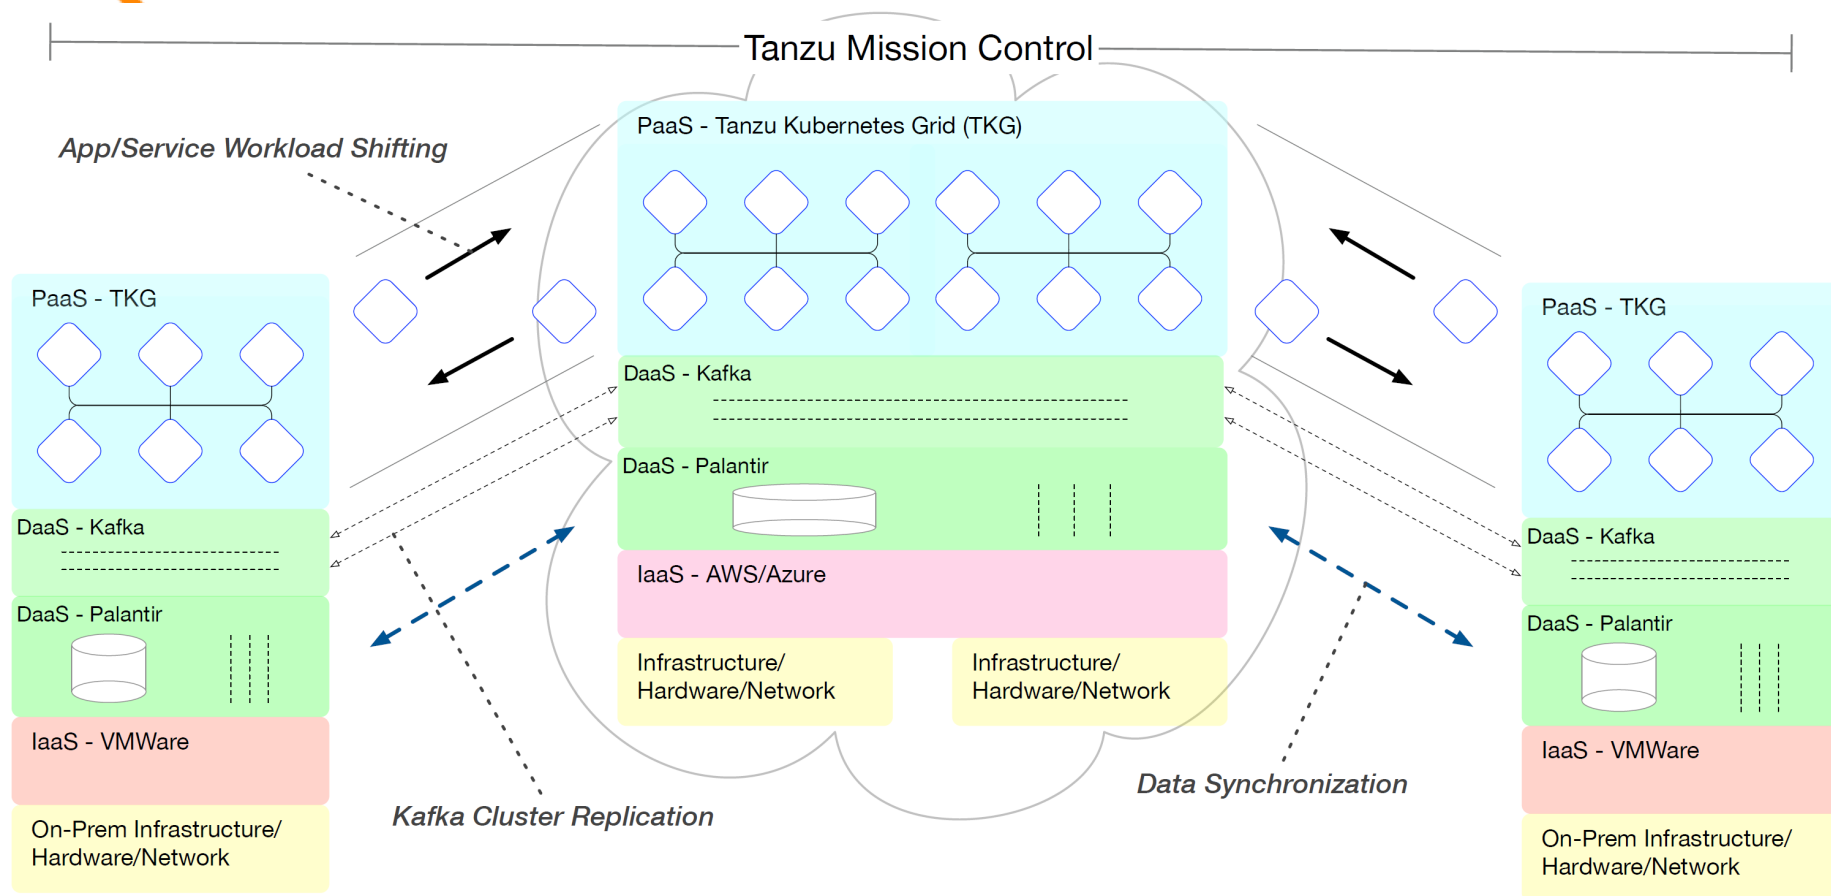 Tanzu Mission Control
App/Service Workload Shifting
PaaS - Tanzu Kubernetes Grid (TKG)
DaaS - Kafka
DaaS - Palantir
IaaS - AWS/Azure
Infrastructure/
Hardware/Network
Infrastructure/
Hardware/Network
PaaS - TKG
DaaS - Kafka
DaaS - Palantir
IaaS - VMWare
On-Prem Infrastructure/
Hardware/Network
PaaS - TKG
DaaS - Kafka
DaaS - Palantir
IaaS - VMWare
On-Prem Infrastructure/
Hardware/Network
Kafka Cluster Replication
Data Synchronization